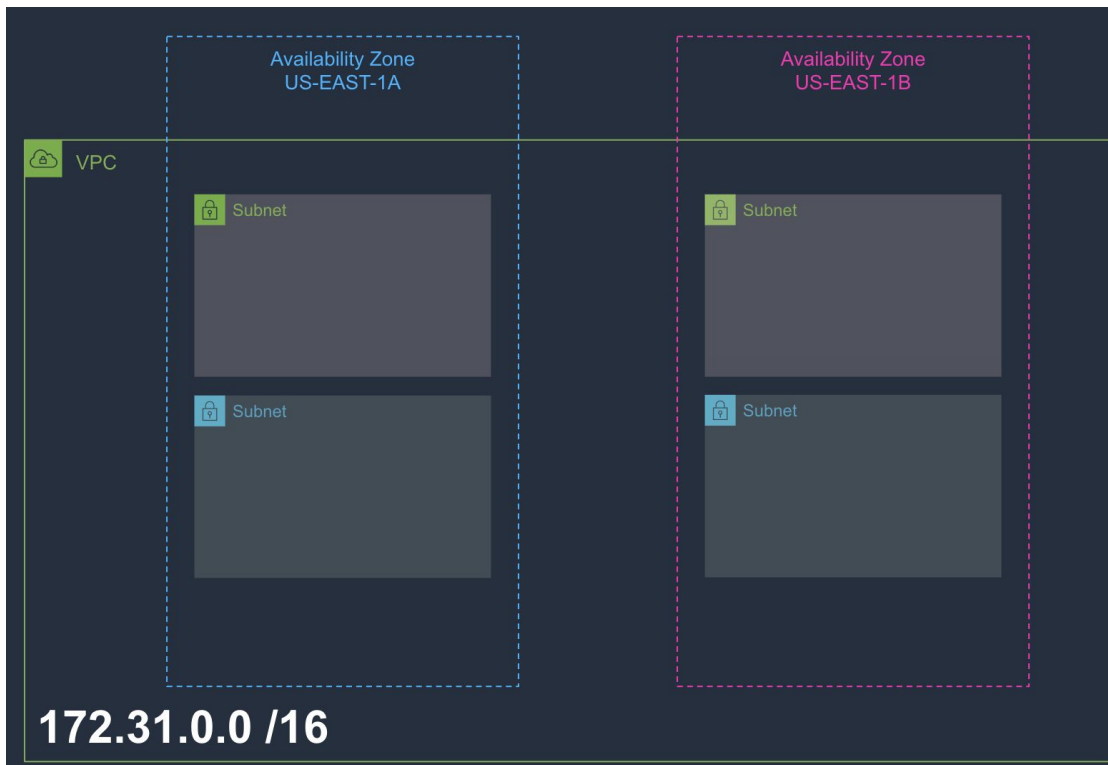 Availability Zone
US-EAST-1A
Availability Zone
US-EAST-1B
VPC
Subnet
Subnet
Subnet
Subnet
172.31.0.0 /16